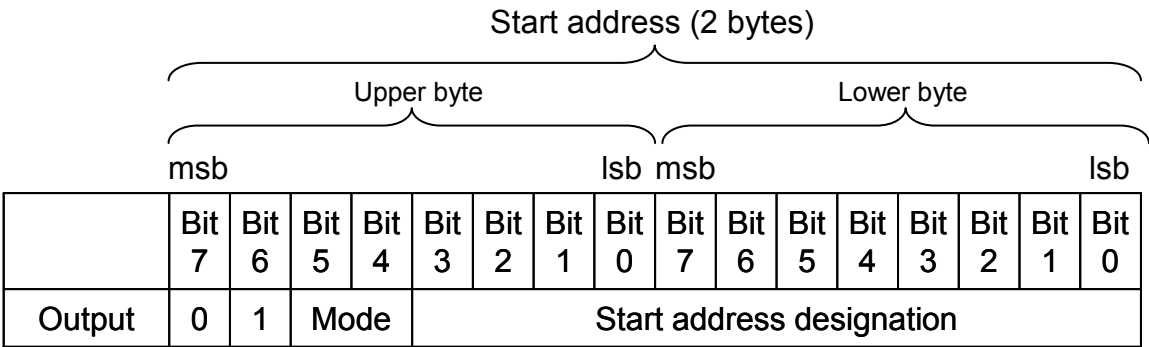 Start address (2 bytes)
Upper byte Lower byte
msb lsb msb lsb
Bit 7 Bit 6 Bit 5 Bit 4 Bit 3 Bit 2 Bit 1 Bit 0 Bit 7 Bit 6 Bit 5 Bit 4 Bit 3 Bit 2 Bit 1 Bit 0
Output 0 1 Mode Start address designation